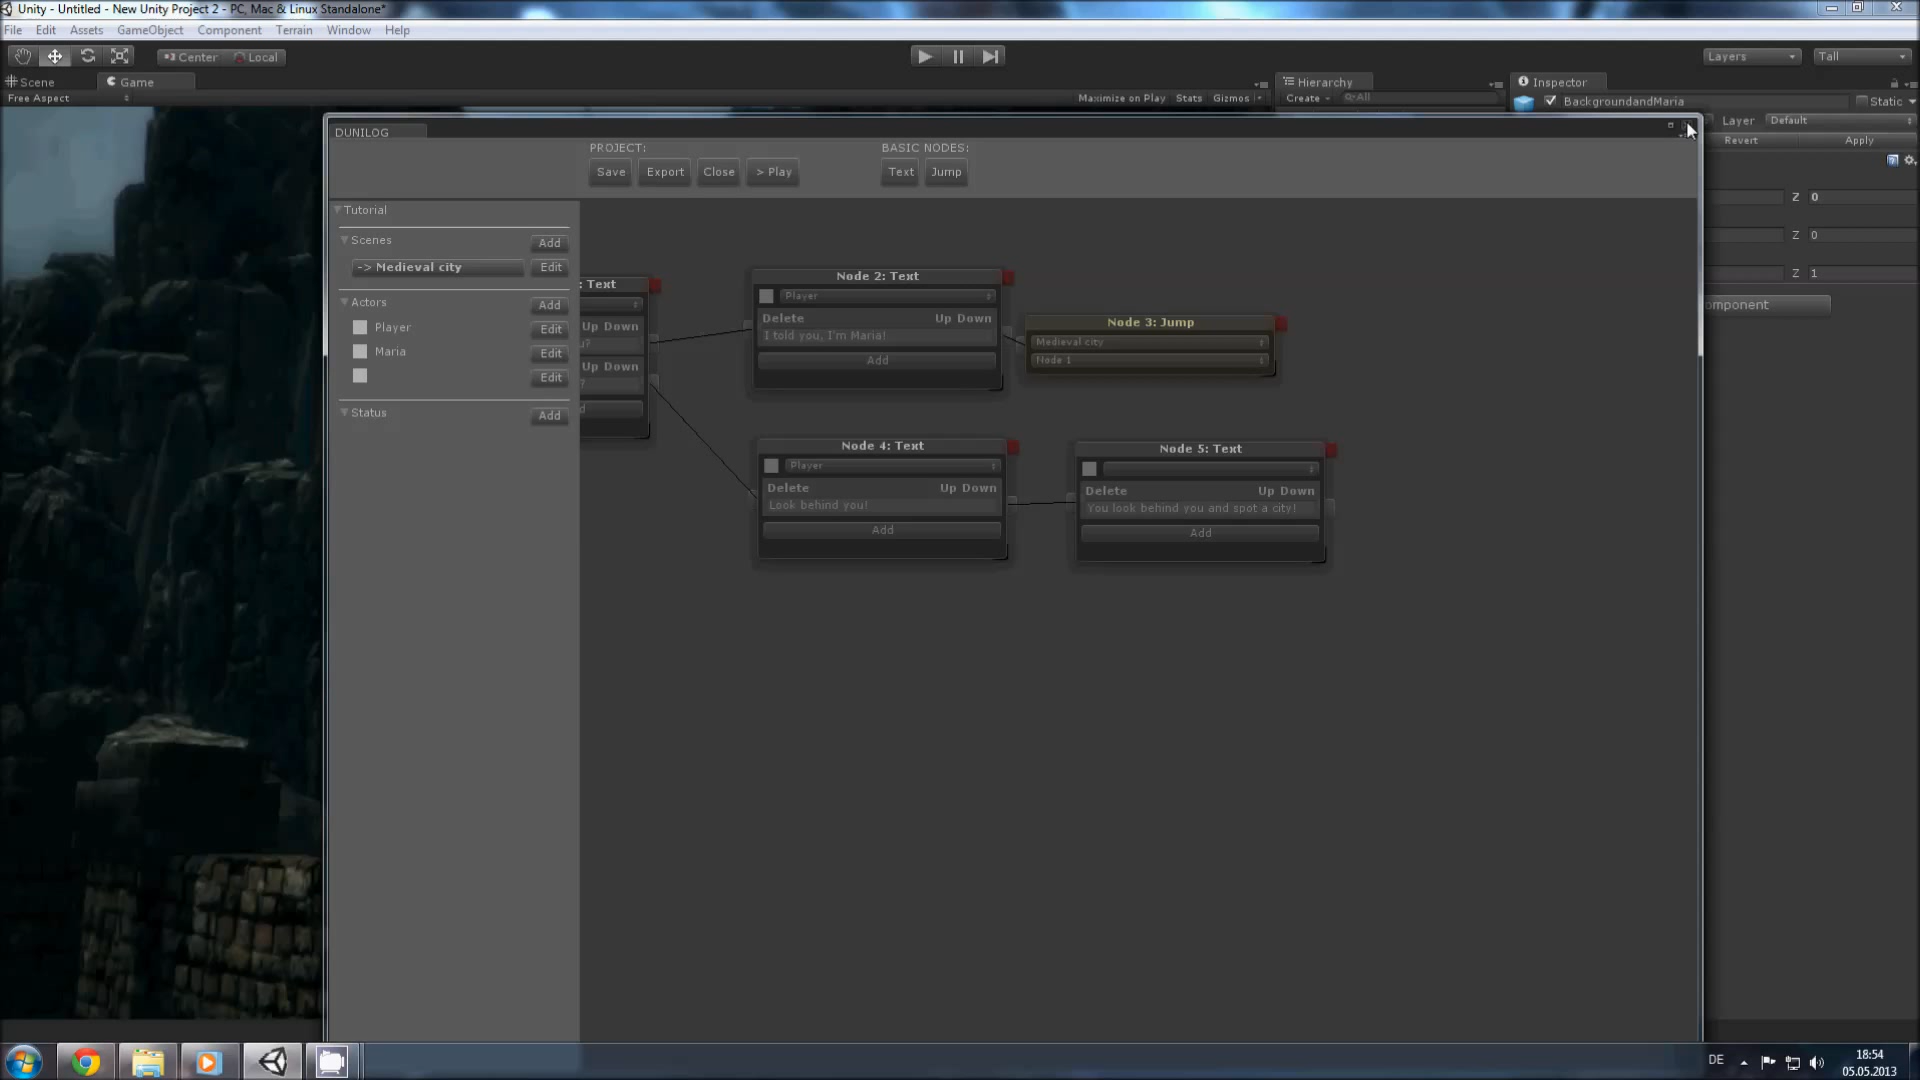 Unity - Untitled - New Unity Project 2 - PC, Mac & Linux Standalone*
File Edit Assets GameObject Component Terrain Window Help
Center Local
Layers
Tall
Scene
Game
Hierarchy
Inspector
Free Aspect
Maximize on Play Stats Gizmos
Create
All
BackgroundandMaria
Static
Layer Default
Revert Apply
Z 0
Z 0
Z 1
omponent
DUNILOG
PROJECT:
Save Export Close > Play
BASIC NODES:
Text Jump
Tutorial
Scenes Add
-> Medieval city Edit
Actors Add
Player Edit
Maria Edit
Edit
Status Add
: Text
Up Down
u?
Up Down
?
d
Node 2: Text
Player
Delete Up Down
I told you, I'm Maria!
Add
Node 3: Jump
Medieval city
Node 1
Node 4: Text
Player
Delete Up Down
Look behind you!
Add
Node 5: Text
Delete Up Down
You look behind you and spot a city!
Add
DE
18:54
05.05.2013